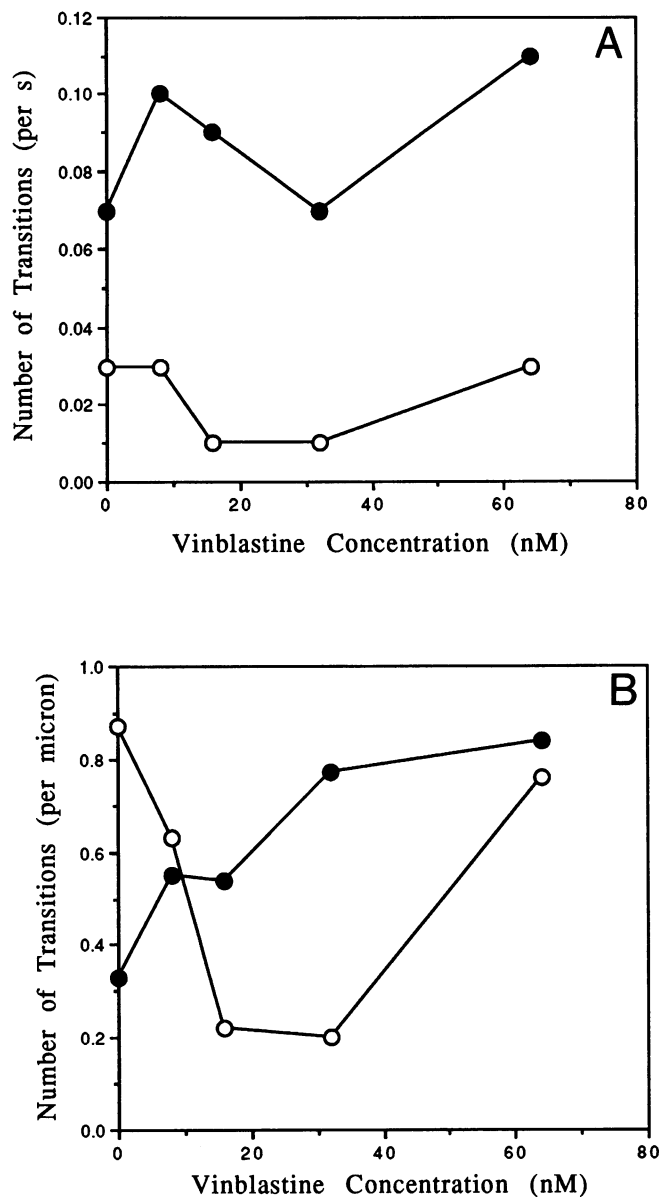 A
Number of Transitions (per s)
0.12
0.10
0.08
0.06
0.04
0.02
0.00
0 20 40 60 80
Vinblastine Concentration (nM)
B
Number of Transitions (per micron)
1.0
0.8
0.6
0.4
0.2
0.0
0 20 40 60 80
Vinblastine Concentration (nM)